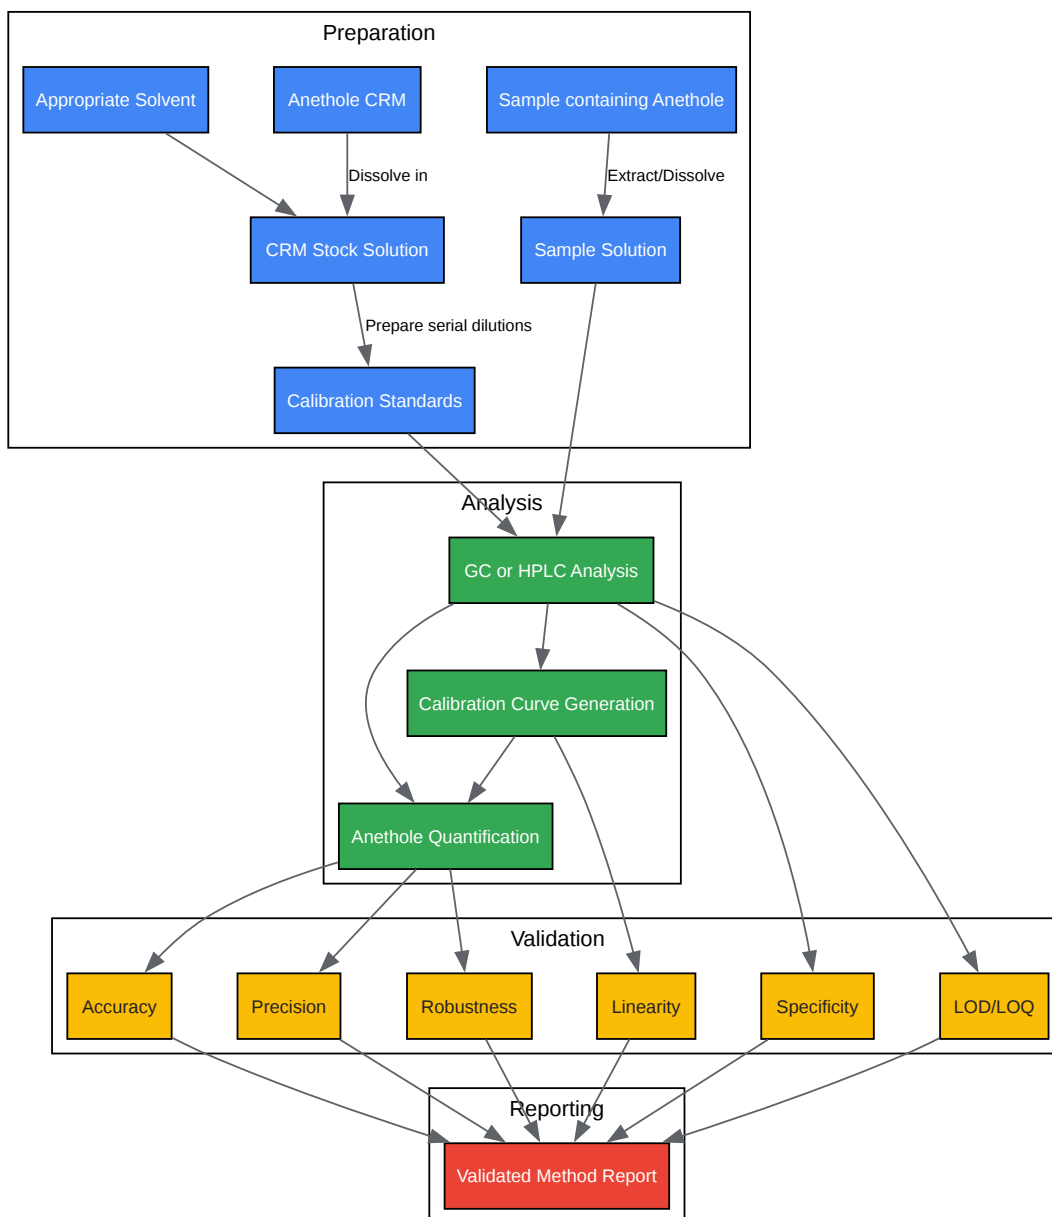 Preparation
Appropriate Solvent
Anethole CRM
Sample containing Anethole
Dissolve in
Extract/Dissolve
CRM Stock Solution
Sample Solution
Prepare serial dilutions
Calibration Standards
Analysis
GC or HPLC Analysis
Calibration Curve Generation
Anethole Quantification
Validation
Accuracy
Precision
Robustness
Linearity
Specificity
LOD/LOQ
Reporting
Validated Method Report